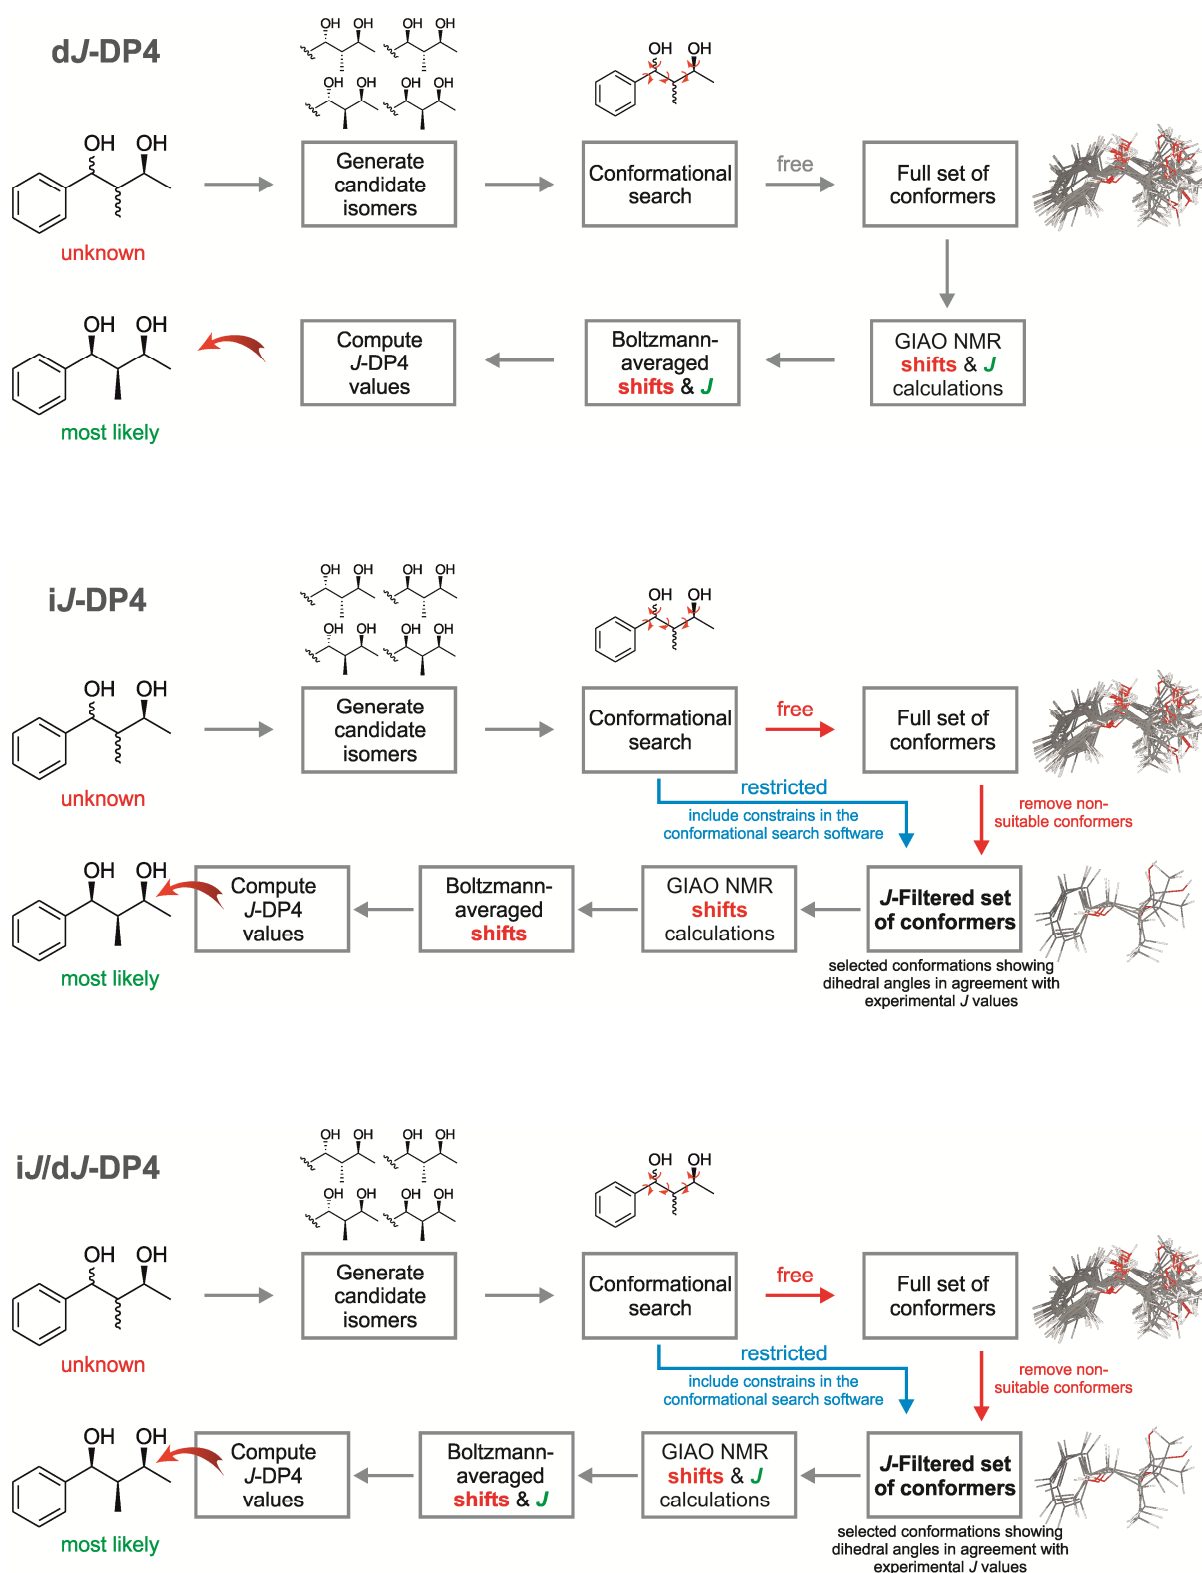 dJ-DP4
OH OH
OH OH
OH OH
OH OH
OH OH
OH OH
unknown
Generate
candidate
isomers
Conformational
search
free
Full set of
conformers
OH OH
most likely
Compute
J-DP4
values
Boltzmann-
averaged
shifts & J
GIAO NMR
shifts & J
calculations
iJ-DP4
OH OH
OH OH
OH OH
OH OH
OH OH
OH OH
unknown
Generate
candidate
isomers
Conformational
search
free
Full set of
conformers
restricted
include constrains in the
conformational search software
remove non-
suitable conformers
OH OH
most likely
Compute
J-DP4
values
Boltzmann-
averaged
shifts
GIAO NMR
shifts
calculations
J-Filtered set
of conformers
selected conformations showing
dihedral angles in agreement with
experimental J values
iJ/dJ-DP4
OH OH
OH OH
OH OH
OH OH
OH OH
OH OH
unknown
Generate
candidate
isomers
Conformational
search
free
Full set of
conformers
restricted
include constrains in the
conformational search software
remove non-
suitable conformers
OH OH
most likely
Compute
J-DP4
values
Boltzmann-
averaged
shifts & J
GIAO NMR
shifts & J
calculations
J-Filtered set
of conformers
selected conformations showing
dihedral angles in agreement with
experimental J values